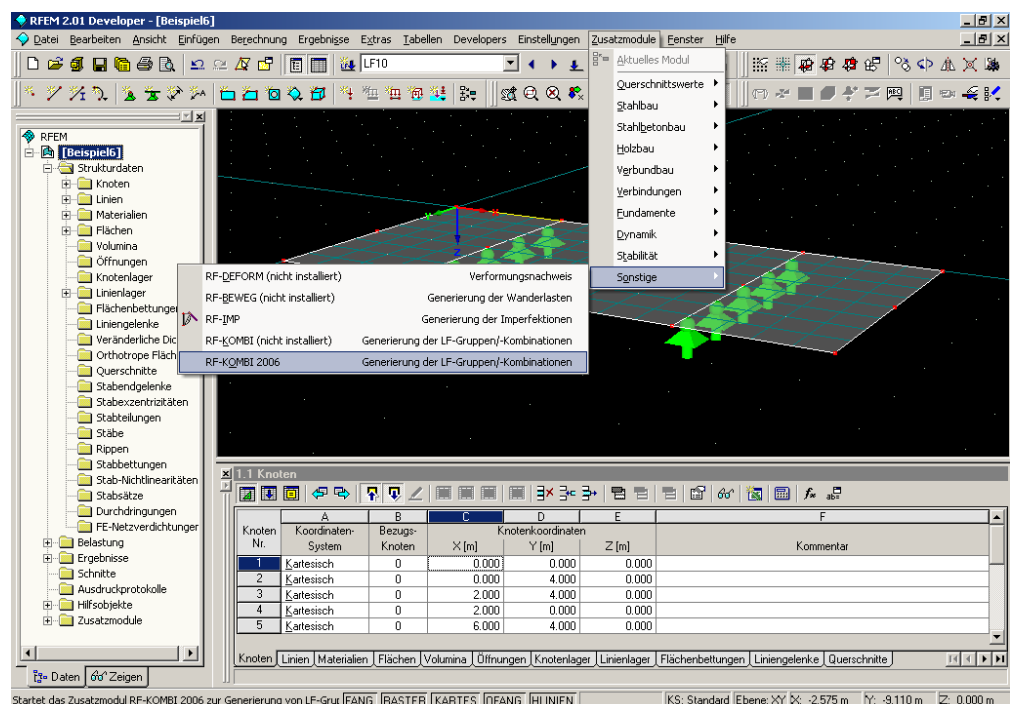 RFEM 2.01 Developer - [Beispiel6]
Datei Bearbeiten Ansicht Einfügen Berechnung Ergebnisse Extras Tabellen Developers Einstellungen Zusatzmodule Fenster Hilfe
LF10
Aktuelles Modul
Querschnittswerte
Stahlbau
Stahlbetonbau
Holzbau
Verbundbau
Verbindungen
Fundamente
Dynamik
Stabilität
Sonstige
RF-DEFORM (nicht installiert) Verformungsnachweis
RF-BEWEG (nicht installiert) Generierung der Wanderlasten
RF-IMP Generierung der Imperfektionen
RF-KOMBI (nicht installiert) Generierung der LF-Gruppen/-Kombinationen
RF-KOMBI 2006 Generierung der LF-Gruppen/-Kombinationen
RFEM
[Beispiel6]
Strukturdaten
Knoten
Linien
Materialien
Flächen
Volumina
Öffnungen
Knotenlager
Linienlager
Flächenbettungen
Liniengelenke
Veränderliche Dic
Orthotrope Fläch
Querschnitte
Stabendgelenke
Stabexzentrizitäten
Stabteilungen
Stäbe
Rippen
Stabbettungen
Stab-Nichtlinearitäten
Stabsätze
Durchdringungen
FE-Netzverdichtunger
Belastung
Ergebnisse
Schnitte
Ausdruckprotokolle
Hilfsobjekte
Zusatzmodule
Daten Zeigen
Y
X
Z
1.1 Knoten
A B C D E F
Knoten Koordinaten- Bezugs- Knotenkoordinaten
Nr. System Knoten X [m] Y [m] Z [m] Kommentar
1 Kartesisch 0 0.000 0.000 0.000
2 Kartesisch 0 0.000 4.000 0.000
3 Kartesisch 0 2.000 4.000 0.000
4 Kartesisch 0 2.000 0.000 0.000
5 Kartesisch 0 6.000 4.000 0.000
Knoten Linien Materialien Flächen Volumina Öffnungen Knotenlager Linienlager Flächenbettungen Liniengelenke Querschnitte
Startet das Zusatzmodul RF-KOMBI 2006 zur Generierung von LF-Grup FANG RASTER KARTES OFANG HLINIEN KS: Standard Ebene: XY X: -2.575 m Y: -9.110 m Z: 0.000 m